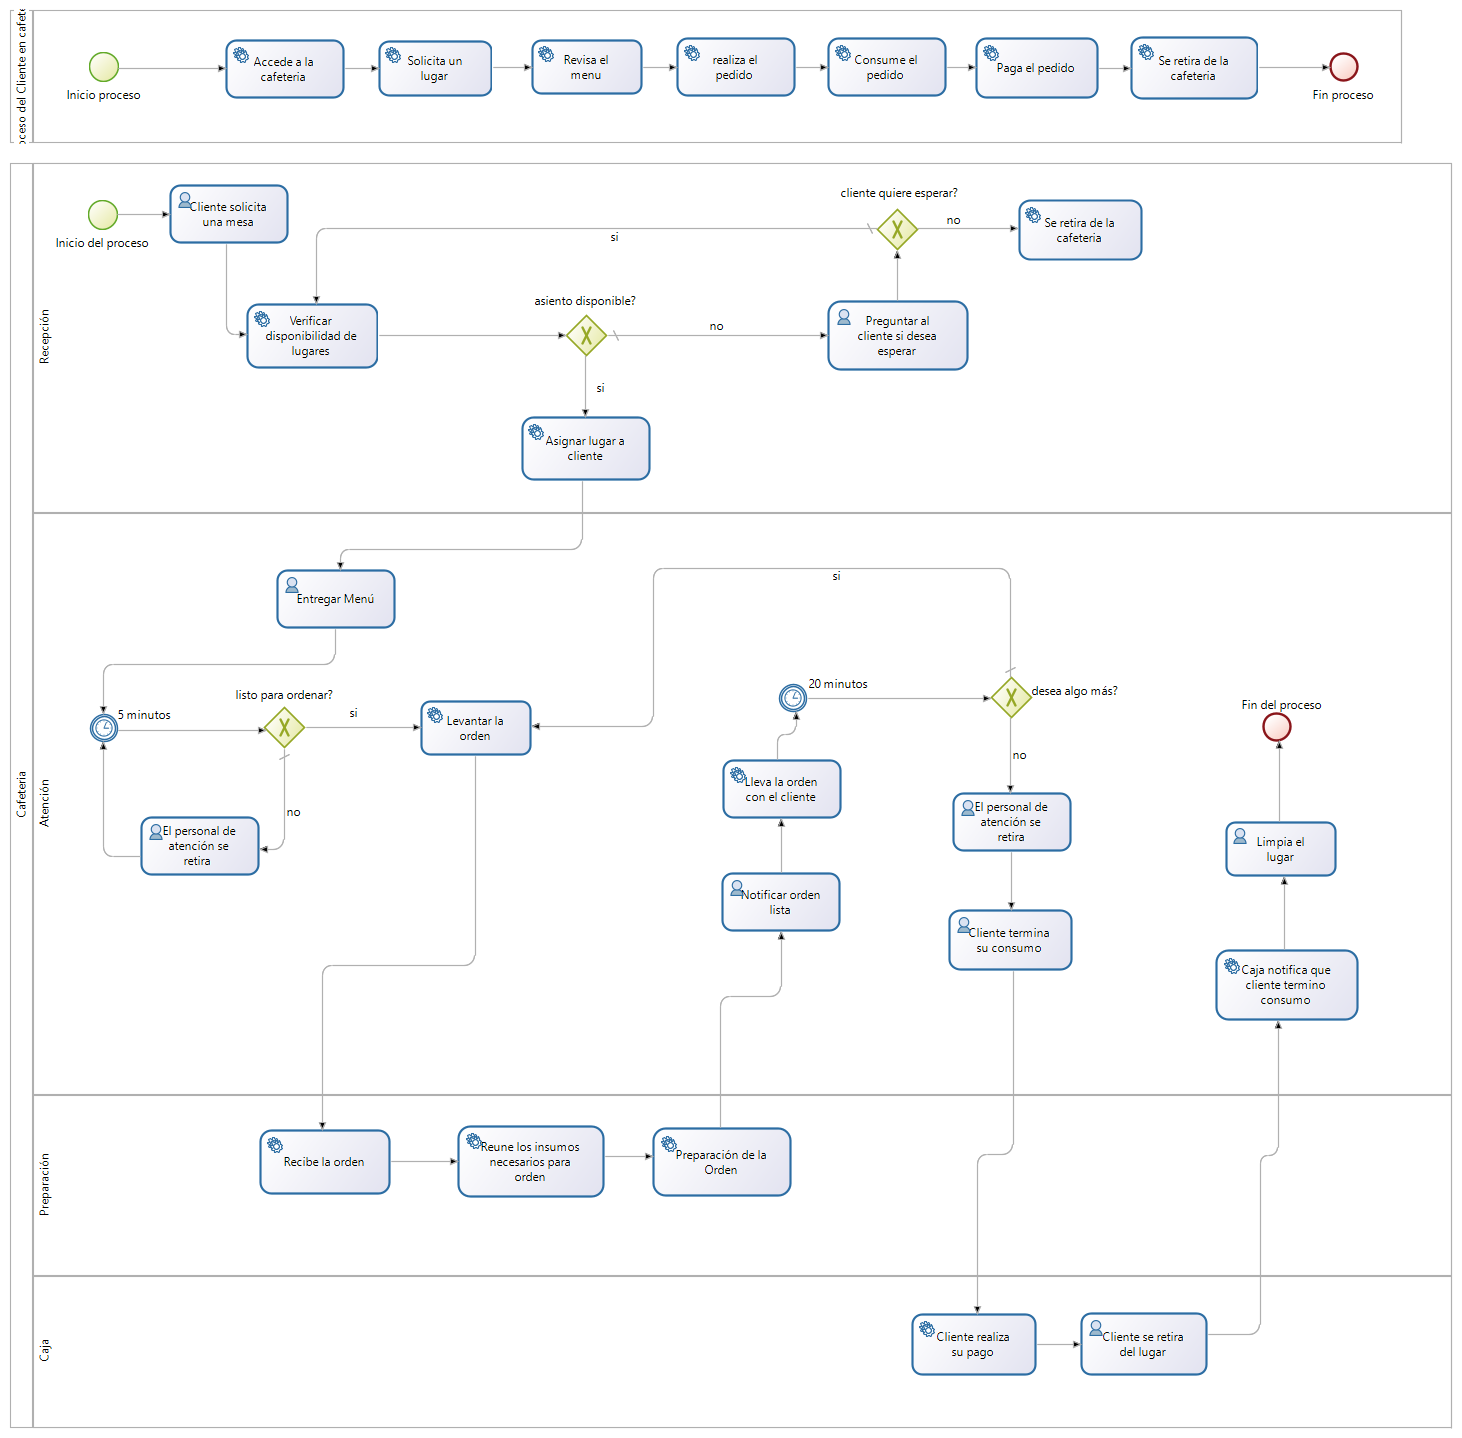 Accede a la
cafeteria
Solicita un
lugar
Revisa el
menu
realiza el
pedido
Consume el
pedido
Paga el pedido
Se retira de la
cafeteria
Inicio proceso
Fin proceso
del Cliente en
Cafeteria
Recepción
Inicio del proceso
Cliente solicita
una mesa
cliente quiere esperar?
si
no
Se retira de la
cafeteria
Verificar
disponibilidad de
lugares
asiento disponible?
no
si
Preguntar al
cliente si desea
esperar
Asignar lugar a
cliente
Atención
Entregar Menú
5 minutos
listo para ordenar?
si
no
El personal de
atención se
retira
Levantar la
orden
si
20 minutos
desea algo más?
no
Lleva la orden
con el cliente
Notificar orden
lista
El personal de
atención se
retira
Cliente termina
su consumo
Fin del proceso
Limpia el
lugar
Caja notifica que
cliente termino
consumo
Preparación
Recibe la orden
Reune los insumos
necesarios para
orden
Preparación de la
Orden
Caja
Cliente realiza
su pago
Cliente se retira
del lugar